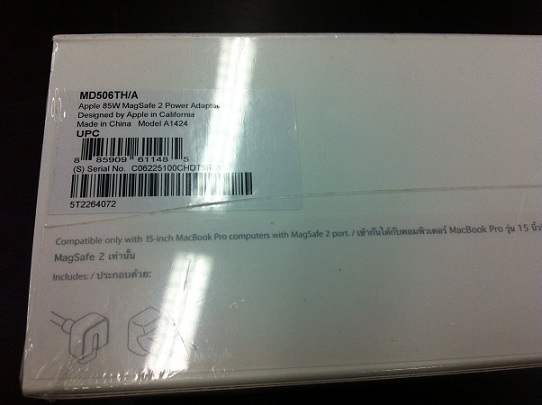 MD506TH/A
Apple 85W MagSafe 2 Power Adapter
Designed by Apple in California
Made in China Model A1424
UPC
8 85909 61148 5
(S) Serial No.
5T2264072
Compatible only with 15-inch MacBook Pro computers with MagSafe 2 port. / เข้ากันได้กับคอมพิวเตอร์ MacBook Pro รุ่น 15 นิ้ว
MagSafe 2 เท่านั้น
Includes: / ประกอบด้วย: